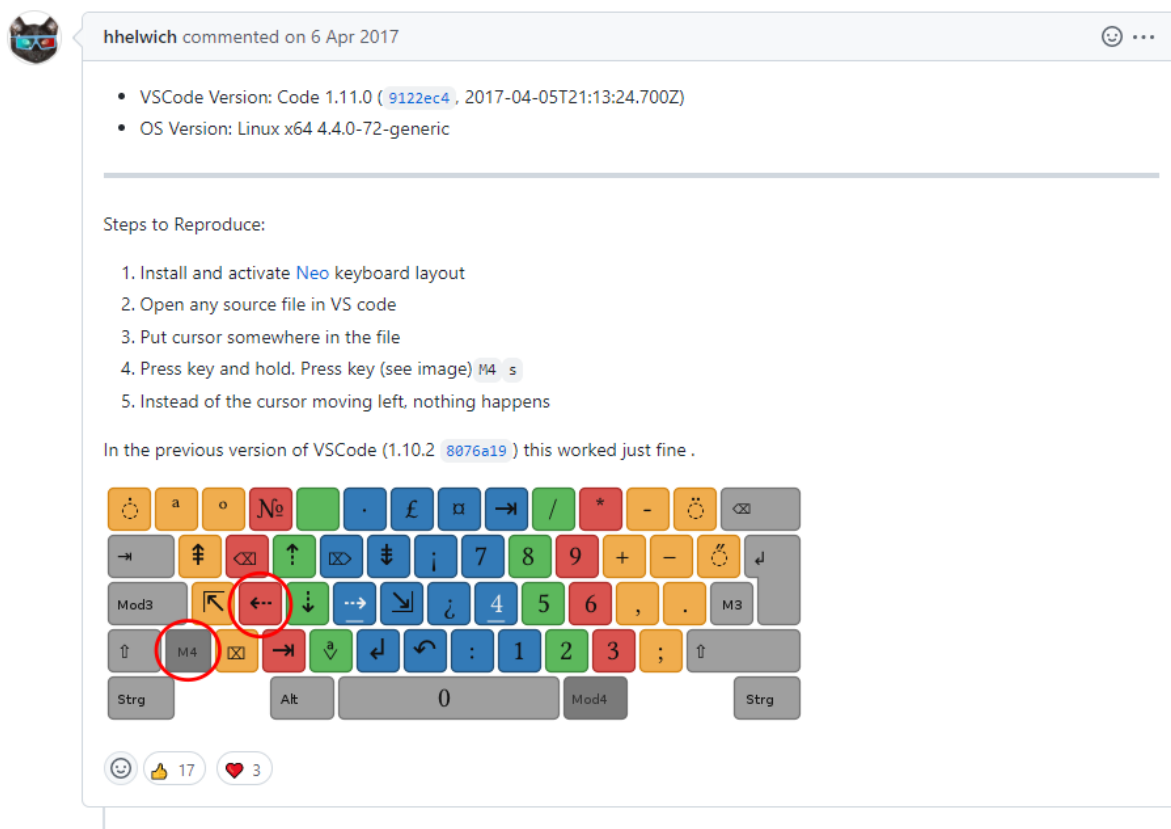 hhelwich commented on 6 Apr 2017
VSCode Version: Code 1.11.0 ( 9122ec4 , 2017-04-05T21:13:24.700Z)
OS Version: Linux x64 4.4.0-72-generic
Steps to Reproduce:
1. Install and activate Neo keyboard layout
2. Open any source file in VS code
3. Put cursor somewhere in the file
4. Press key and hold. Press key (see image) M4 s
5. Instead of the cursor moving left, nothing happens
In the previous version of VSCode (1.10.2 8076a19 ) this worked just fine .
◌̇ a o № · £ ¤ ⇥ / * - ◌̈ ⌫
⇥ ⇞ ⌫ ⇡ ⌦ ⇟ ¡ 7 8 9 + − ◌̋ ↲
Mod3 ⇱ ⇠ ⇣ ⇢ ⇲ ¿ 4 5 6 , . M3
⇧ M4 ⌧ ⇥ a ↲ ↶ : 1 2 3 ; ⇧
Strg Alt 0 Mod4 Strg
17 3